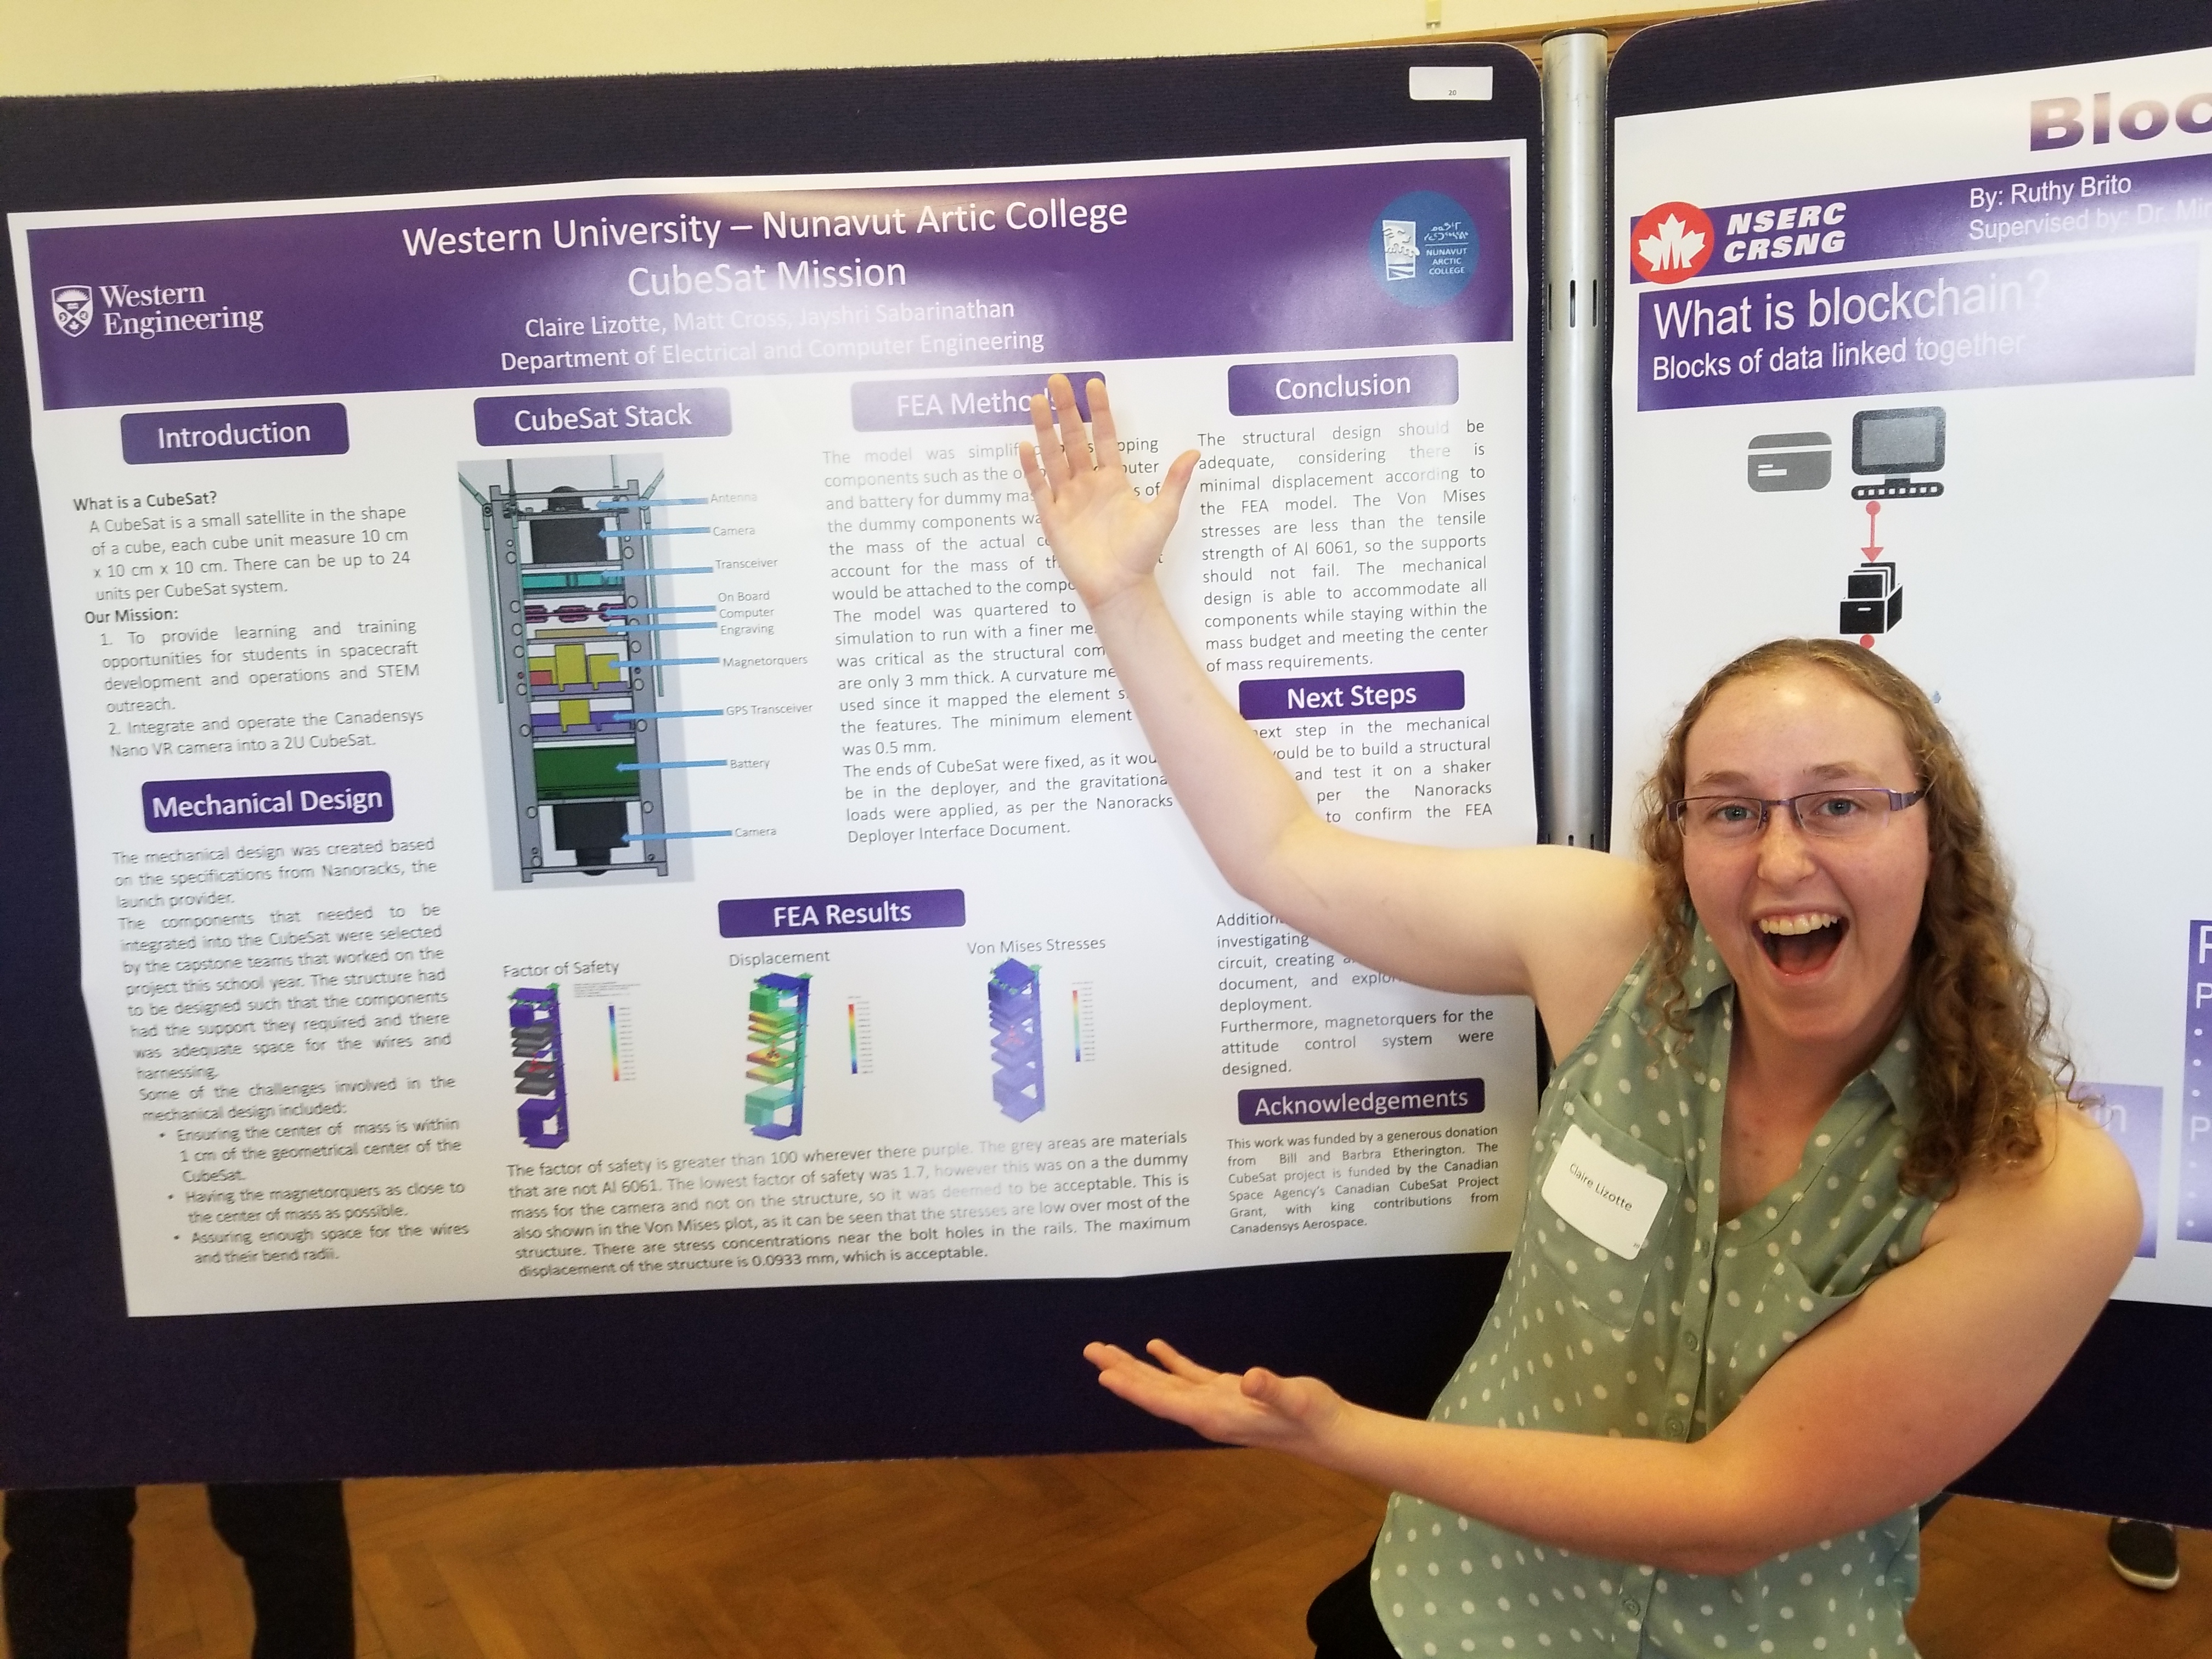 20
Western
Engineering
Western University – Nunavut Artic College
CubeSat Mission
Claire Lizotte, Matt Cross, Jayshri Sabarinathan
Department of Electrical and Computer Engineering
NUNAVUT
ARCTIC
COLLEGE
Introduction
What is a CubeSat?
A CubeSat is a small satellite in the shape
of a cube, each cube unit measure 10 cm
x 10 cm x 10 cm. There can be up to 24
units per CubeSat system.
Our Mission:
1. To provide learning and training
opportunities for students in spacecraft
development and operations and STEM
outreach.
2. Integrate and operate the Canadensys
Nano VR camera into a 2U CubeSat.
Mechanical Design
The mechanical design was created based
on the specifications from Nanoracks, the
launch provider.
The components that needed to be
integrated into the CubeSat were selected
by the capstone teams that worked on the
project this school year. The structure had
to be designed such that the components
had the support they required and there
was adequate space for the wires and
harnessing.
Some of the challenges involved in the
mechanical design included:
• Ensuring the center of mass is within
1 cm of the geometrical center of the
CubeSat.
• Having the magnetorquers as close to
the center of mass as possible.
• Assuring enough space for the wires
and their bend radii.
CubeSat Stack
Antenna
Camera
Transceiver
On Board
Computer
Engraving
Magnetorquers
GPS Transceiver
Battery
Camera
FEA Metho
The model was simplif
components such as the
and battery for dummy mas of
the dummy components wa
the mass of the actual
account for the mass of
would be attached to the compo
The model was quartered to
simulation to run with a finer me
was critical as the structural com
are only 3 mm thick. A curvature me
used since it mapped the element
the features. The minimum element
was 0.5 mm.
The ends of CubeSat were fixed, as it wou
be in the deployer, and the gravitationa
loads were applied, as per the Nanoracks
Deployer Interface Document.
FEA Results
Factor of Safety
Displacement
Von Mises Stresses
The factor of safety is greater than 100 wherever there purple. The grey areas are materials
that are not Al 6061. The lowest factor of safety was 1.7, however this was on a the dummy
mass for the camera and not on the structure, so it was deemed to be acceptable. This is
also shown in the Von Mises plot, as it can be seen that the stresses are low over most of the
structure. There are stress concentrations near the bolt holes in the rails. The maximum
displacement of the structure is 0.0933 mm, which is acceptable.
Conclusion
The structural design should be
adequate, considering there is
minimal displacement according to
the FEA model. The Von Mises
stresses are less than the tensile
strength of Al 6061, so the supports
should not fail. The mechanical
design is able to accommodate all
components while staying within the
mass budget and meeting the center
of mass requirements.
Next Steps
next step in the mechanical
would be to build a structural
and test it on a shaker
per the Nanoracks
to confirm the FEA
Addition
investigating
circuit, creating
document, and explor
deployment.
Furthermore, magnetorquers for the
attitude control system were
designed.
Acknowledgements
This work was funded by a generous donation
from Bill and Barbra Etherington. The
CubeSat project is funded by the Canadian
Space Agency's Canadian CubeSat Project
Grant, with king contributions from
Canadensys Aerospace.
Claire Lizotte
Bloc
NSERC
CRSNG
By: Ruthy Brito
Supervised by: Dr. Mi
What is blockchain?
Blocks of data linked together